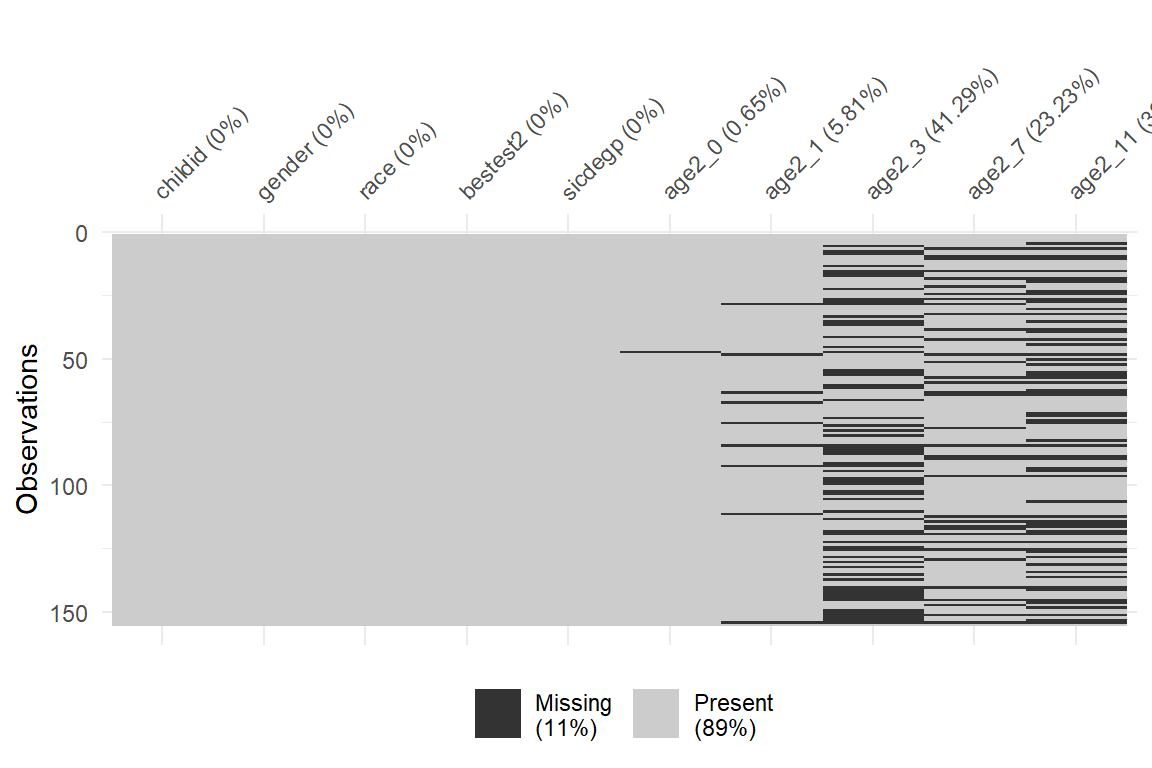 childid (0%)
gender (0%)
race (0%)
bestest2 (0%)
sicdegp (0%)
age2_0 (0.65%)
age2_1 (5.81%)
age2_3 (41.29%)
age2_7 (23.23%)
age2_11
Observations
0
50
100
150
Missing
(11%)
Present
(89%)